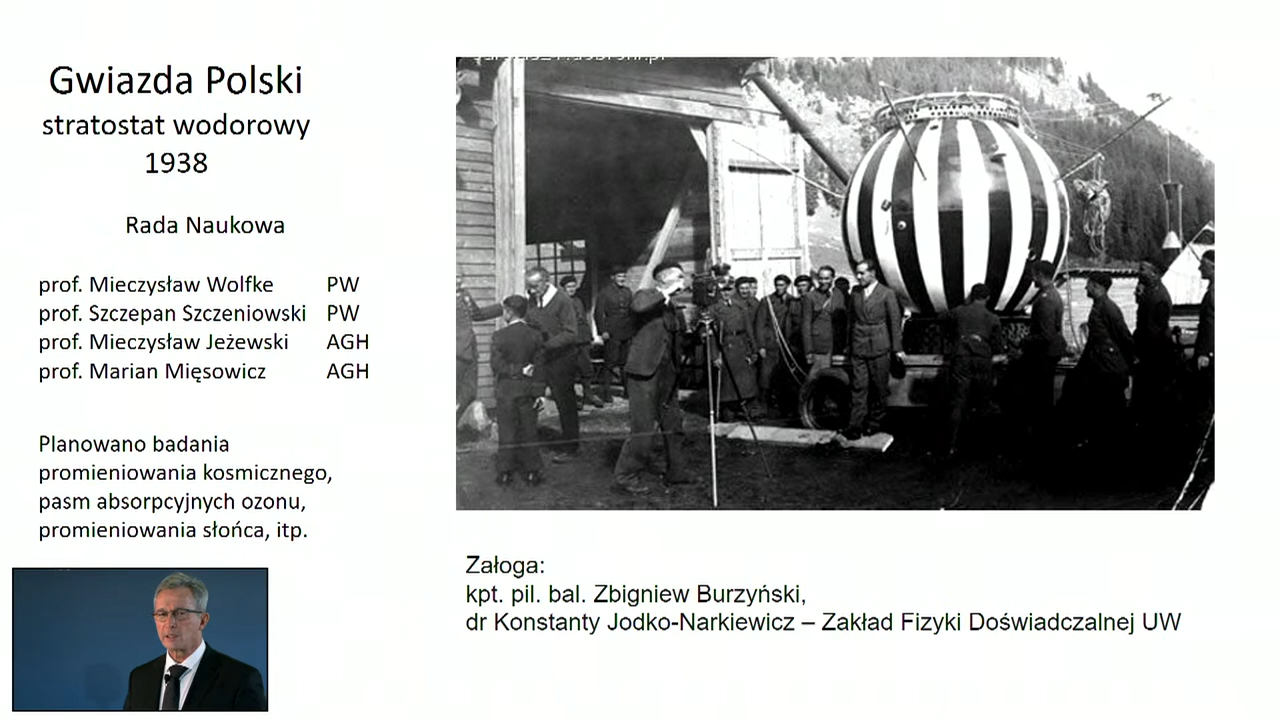 Gwiazda Polski
stratostat wodorowy
1938
Rada Naukowa
prof. Mieczysław Wolfke PW
prof. Szczepan Szczeniowski PW
prof. Mieczysław Jeżewski AGH
prof. Marian Mięsowicz AGH
Planowano badania
promieniowania kosmicznego,
pasm absorpcyjnych ozonu,
promieniowania słońca, itp.
Załoga:
kpt. pil. bal. Zbigniew Burzyński,
dr Konstanty Jodko-Narkiewicz – Zakład Fizyki Doświadczalnej UW